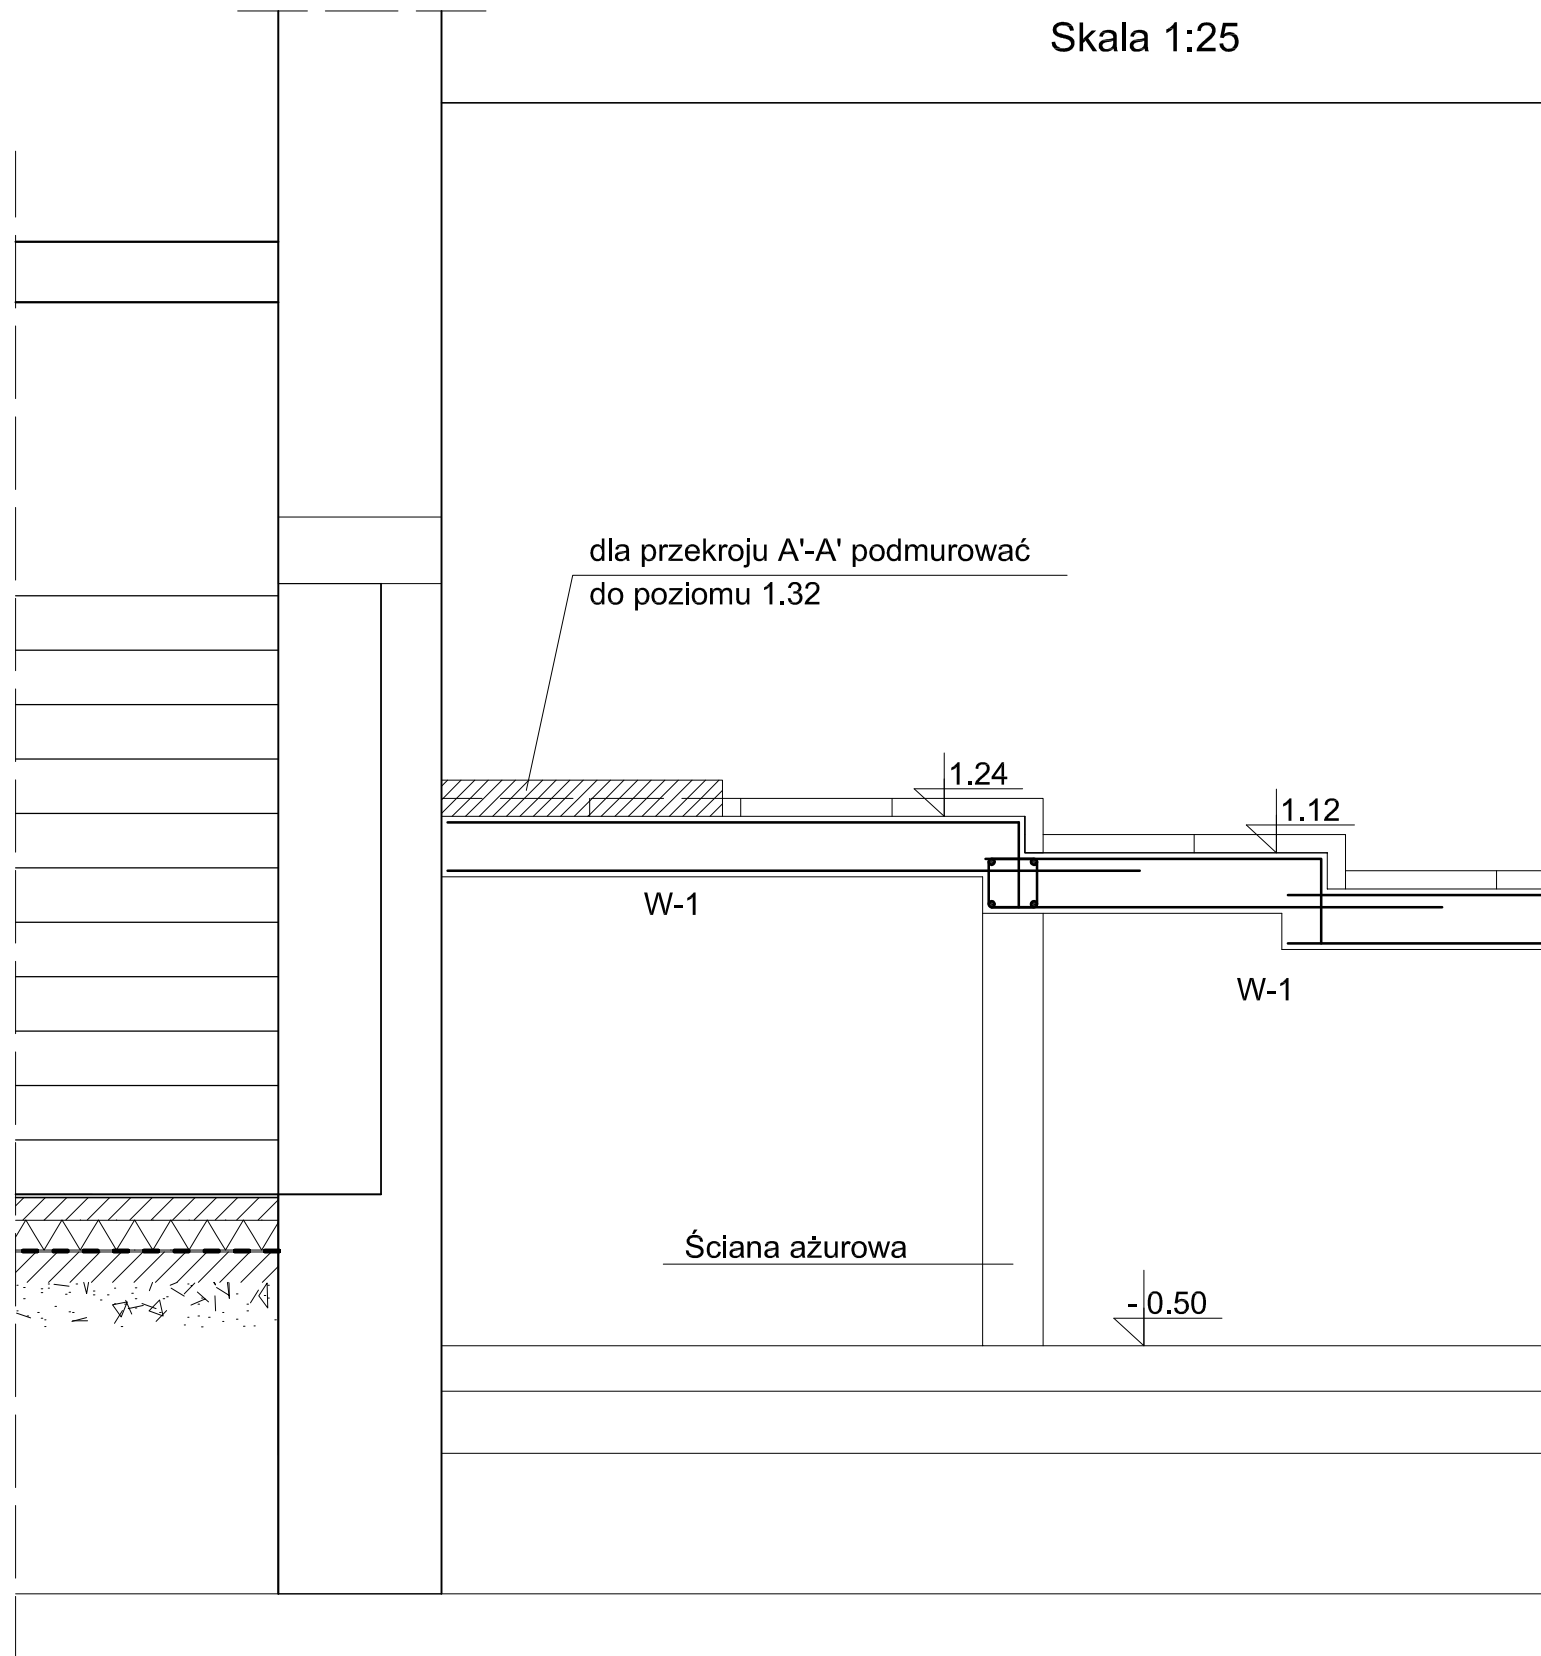 Skala 1:25
dla przekroju A'-A' podmurować
do poziomu 1.32
1.24
1.12
W-1
W-1
Ściana ażurowa
- 0.50